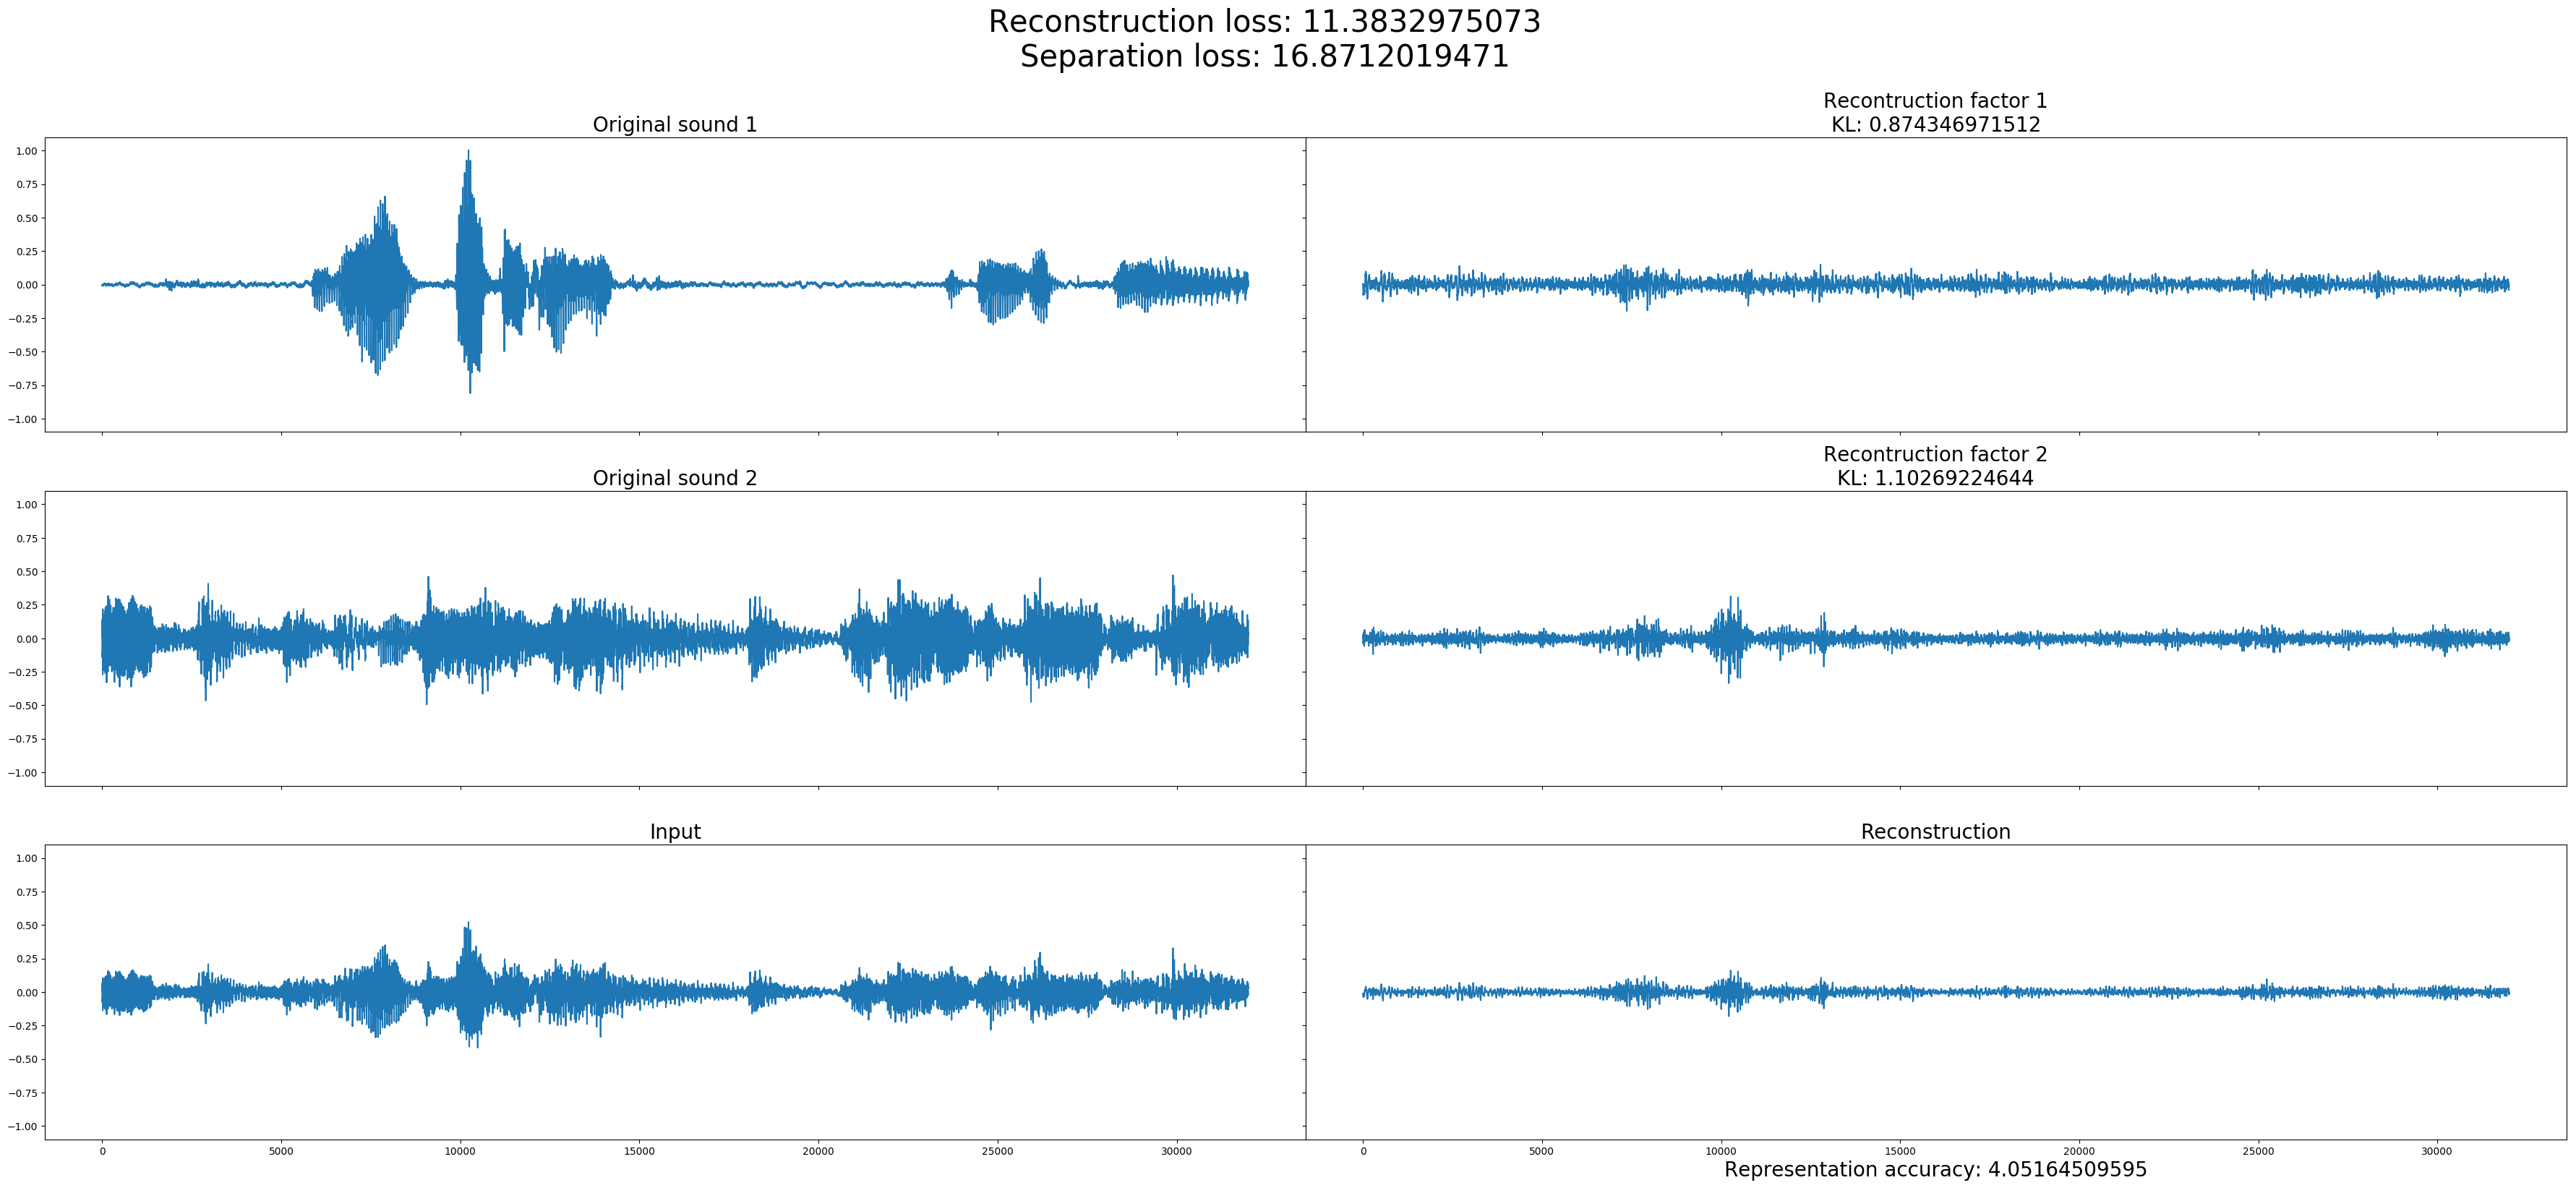 Reconstruction loss: 11.3832975073
Separation loss: 16.8712019471
Original sound 1
Recontruction factor 1
KL: 0.874346971512
1.00
0.75
0.50
0.25
0.00
−0.25
−0.50
−0.75
−1.00
Original sound 2
Recontruction factor 2
KL: 1.10269224644
1.00
0.75
0.50
0.25
0.00
−0.25
−0.50
−0.75
−1.00
Input
Reconstruction
1.00
0.75
0.50
0.25
0.00
−0.25
−0.50
−0.75
−1.00
0 5000 10000 15000 20000 25000 30000
0 5000 10000 15000 20000 25000 30000
Representation accuracy: 4.05164509595